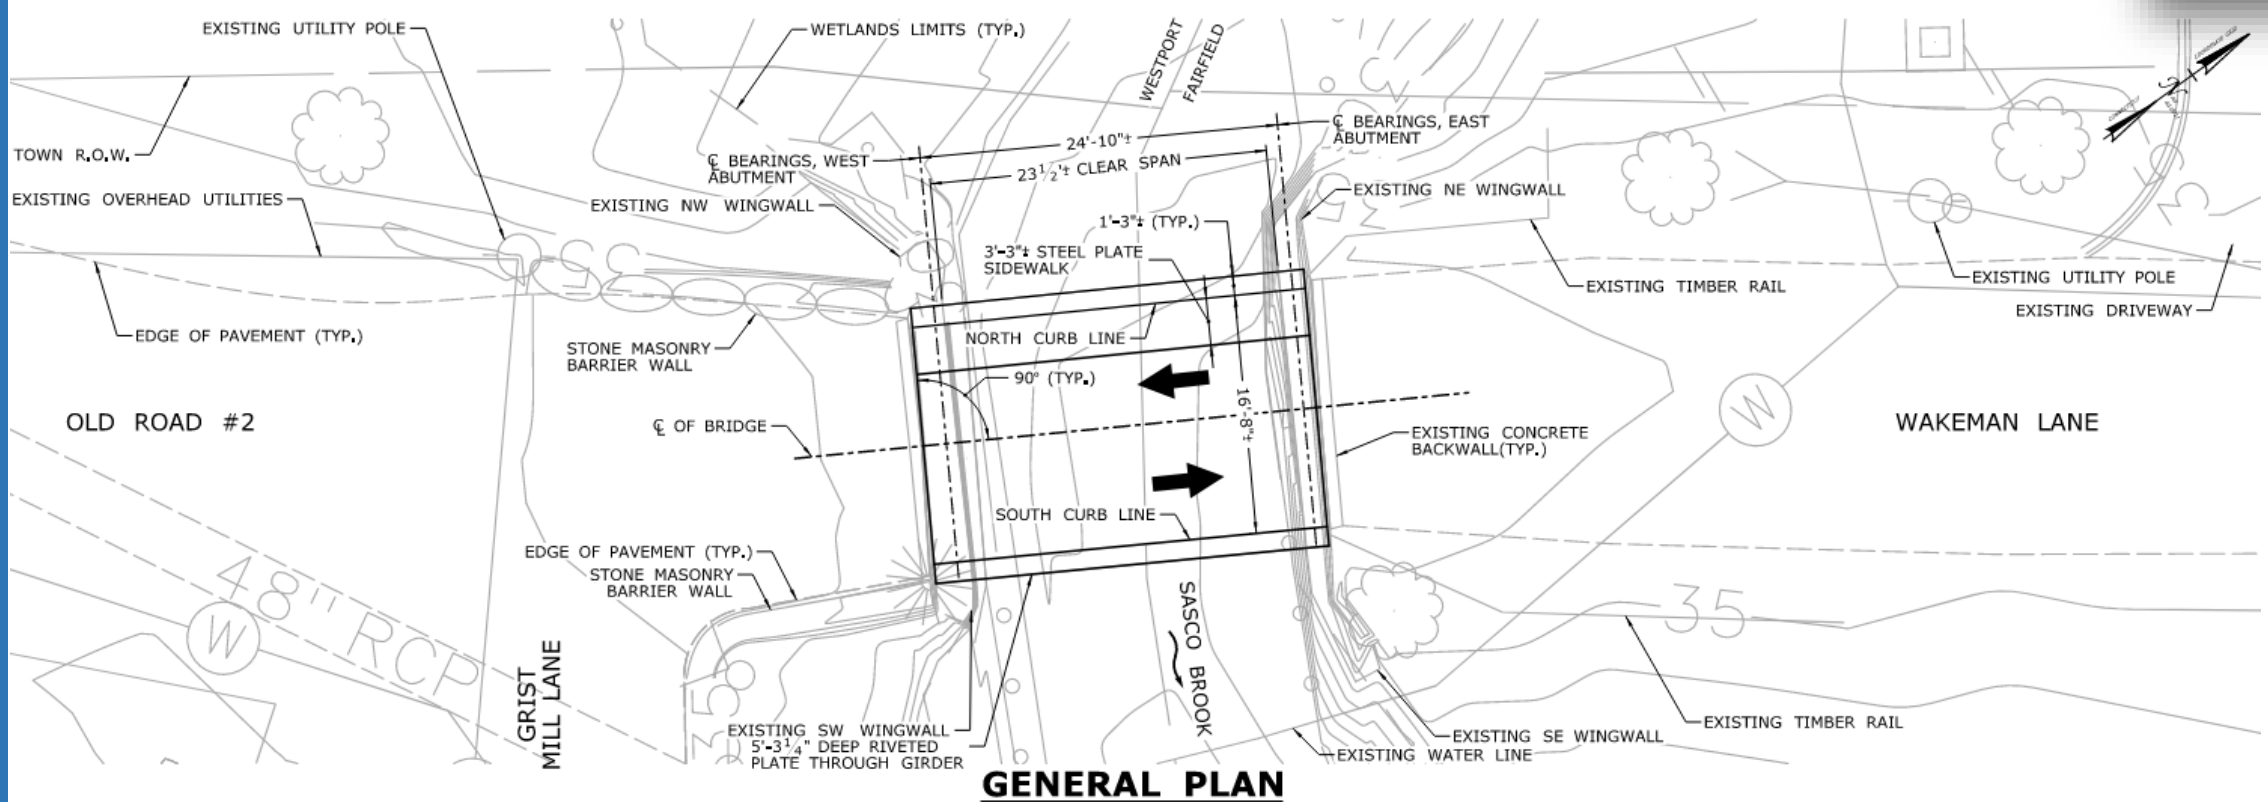 EXISTING UTILITY POLE
WETLANDS LIMITS (TYP.)
WESTPORT
FAIRFIELD
TOWN R.O.W.
EXISTING OVERHEAD UTILITIES
℄ BEARINGS, WEST
ABUTMENT
24'-10"±
23 1/2'± CLEAR SPAN
℄ BEARINGS, EAST
ABUTMENT
EXISTING NW WINGWALL
EXISTING NE WINGWALL
1'-3"± (TYP.)
3'-3"± STEEL PLATE
SIDEWALK
EXISTING TIMBER RAIL
EXISTING UTILITY POLE
EXISTING DRIVEWAY
EDGE OF PAVEMENT (TYP.)
STONE MASONRY
BARRIER WALL
NORTH CURB LINE
90° (TYP.)
16'-8"±
OLD ROAD #2
℄ OF BRIDGE
EXISTING CONCRETE
BACKWALL(TYP.)
W
WAKEMAN LANE
SOUTH CURB LINE
EDGE OF PAVEMENT (TYP.)
STONE MASONRY
BARRIER WALL
48" RCP
W
35
35
SASCO BROOK
GRIST
MILL LANE
EXISTING SW WINGWALL
5'-3 1/4" DEEP RIVETED
PLATE THROUGH GIRDER
EXISTING TIMBER RAIL
EXISTING SE WINGWALL
EXISTING WATER LINE
GENERAL PLAN